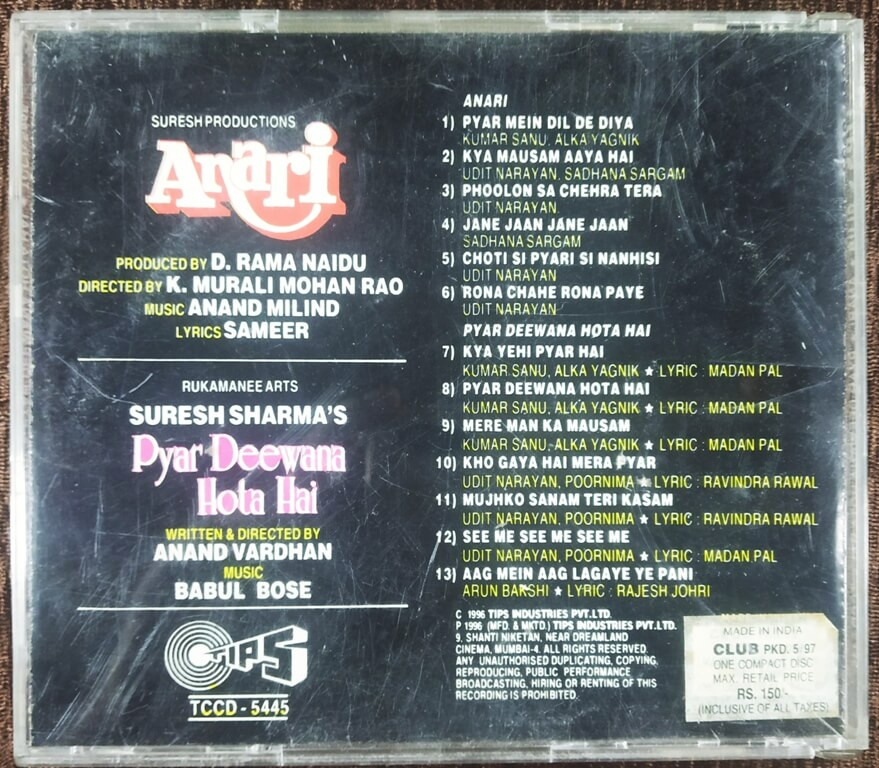 SURESH PRODUCTIONS
Anari
PRODUCED BY D. RAMA NAIDU
DIRECTED BY K. MURALI MOHAN RAO
MUSIC ANAND MILIND
LYRICS SAMEER
RUKAMANEE ARTS
SURESH SHARMA'S
Pyar Deewana
Hota Hai
WRITTEN & DIRECTED BY
ANAND VARDHAN
MUSIC
BABUL BOSE
TIPS
TCCD - 5445
ANARI
1) PYAR MEIN DIL DE DIYA
KUMAR SANU, ALKA YAGNIK
2) KYA MAUSAM AAYA HAI
UDIT NARAYAN, SADHANA SARGAM
3) PHOOLON SA CHEHRA TERA
UDIT NARAYAN
4) JANE JAAN JANE JAAN
SADHANA SARGAM
5) CHOTI SI PYARI SI NANHISI
UDIT NARAYAN
6) RONA CHAHE RONA PAYE
UDIT NARAYAN
PYAR DEEWANA HOTA HAI
7) KYA YEHI PYAR HAI
KUMAR SANU, ALKA YAGNIK ★ LYRIC : MADAN PAL
8) PYAR DEEWANA HOTA HAI
KUMAR SANU, ALKA YAGNIK ★ LYRIC : MADAN PAL
9) MERE MAN KA MAUSAM
KUMAR SANU, ALKA YAGNIK ★ LYRIC : MADAN PAL
10) KHO GAYA HAI MERA PYAR
UDIT NARAYAN, POORNIMA ★ LYRIC : RAVINDRA RAWAL
11) MUJHKO SANAM TERI KASAM
UDIT NARAYAN, POORNIMA ★ LYRIC : RAVINDRA RAWAL
12) SEE ME SEE ME SEE ME
UDIT NARAYAN, POORNIMA ★ LYRIC : MADAN PAL
13) AAG MEIN AAG LAGAYE YE PANI
ARUN BAKSHI ★ LYRIC : RAJESH JOHRI
C 1996 TIPS INDUSTRIES PVT.LTD.
P 1996 (MFD. & MKTD.) TIPS INDUSTRIES PVT.LTD.
9, SHANTI NIKETAN, NEAR DREAMLAND
CINEMA, MUMBAI-4. ALL RIGHTS RESERVED.
ANY UNAUTHORISED DUPLICATING, COPYING,
REPRODUCING, PUBLIC PERFORMANCE
BROADCASTING, HIRING OR RENTING OF THIS
RECORDING IS PROHIBITED.
MADE IN INDIA
CLUB PKD. 5/97
ONE COMPACT DISC
MAX. RETAIL PRICE
RS. 150/-
(INCLUSIVE OF ALL TAXES)